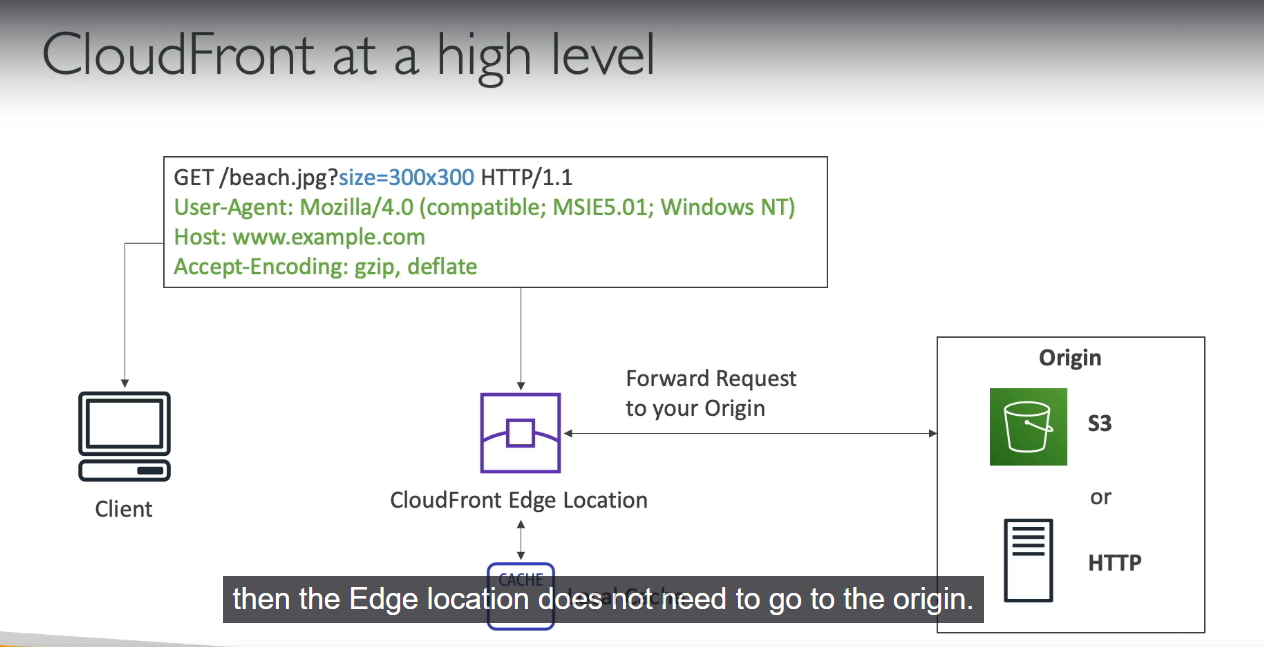 CloudFront at a high level
GET /beach.jpg?size=300x300 HTTP/1.1
User-Agent: Mozilla/4.0 (compatible; MSIE5.01; Windows NT)
Host: www.example.com
Accept-Encoding: gzip, deflate
Client
CloudFront Edge Location
Forward Request
to your Origin
Origin
S3
or
HTTP
CACHE
Local Cache
then the Edge location does not need to go to the origin.